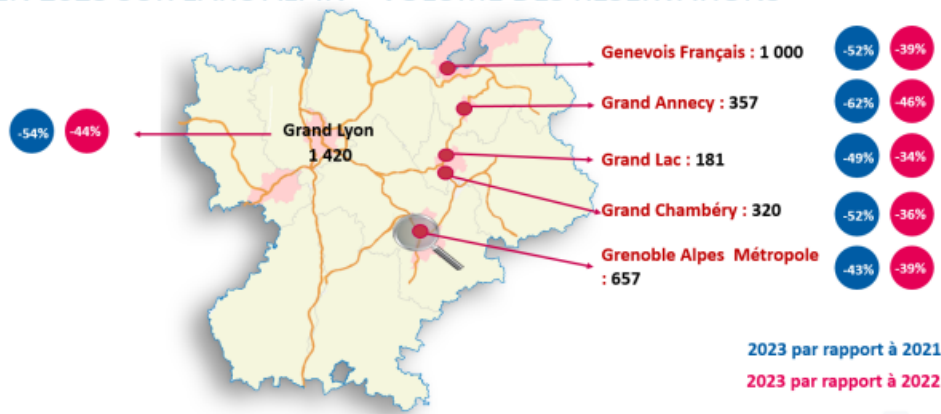 Genevois Français : 1 000
-52%
-39%
Grand Annecy : 357
-62%
-46%
-54%
-44%
Grand Lyon
1 420
Grand Lac : 181
-49%
-34%
Grand Chambéry : 320
-52%
-36%
Grenoble Alpes Métropole
: 657
-43%
-39%
2023 par rapport à 2021
2023 par rapport à 2022